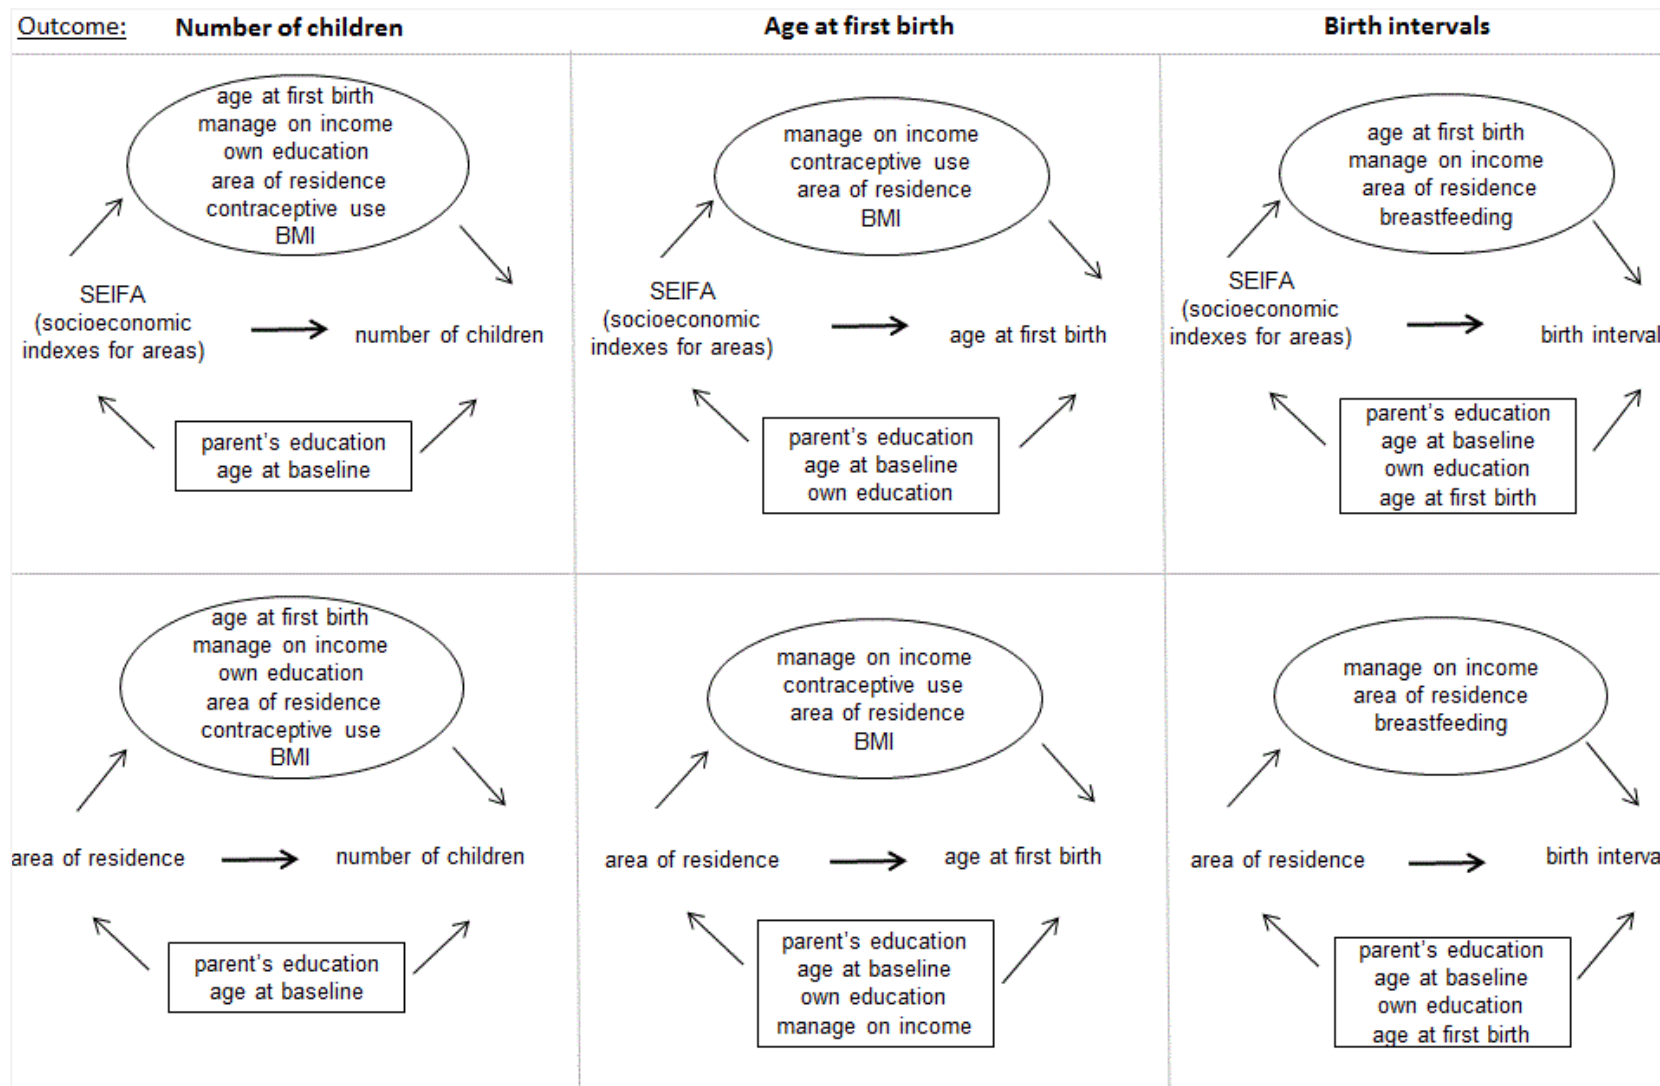 Outcome: Number of children Age at first birth Birth intervals
age at first birth
manage on income
own education
area of residence
contraceptive use
BMI
SEIFA
(socioeconomic
indexes for areas)
number of children
parent's education
age at baseline
manage on income
contraceptive use
area of residence
BMI
SEIFA
(socioeconomic
indexes for areas)
age at first birth
parent's education
age at baseline
own education
age at first birth
manage on income
area of residence
breastfeeding
SEIFA
(socioeconomic
indexes for areas)
birth interval
parent's education
age at baseline
own education
age at first birth
age at first birth
manage on income
own education
area of residence
contraceptive use
BMI
area of residence
number of children
parent's education
age at baseline
manage on income
contraceptive use
area of residence
BMI
area of residence
age at first birth
parent's education
age at baseline
own education
manage on income
manage on income
area of residence
breastfeeding
area of residence
birth interva
parent's education
age at baseline
own education
age at first birth